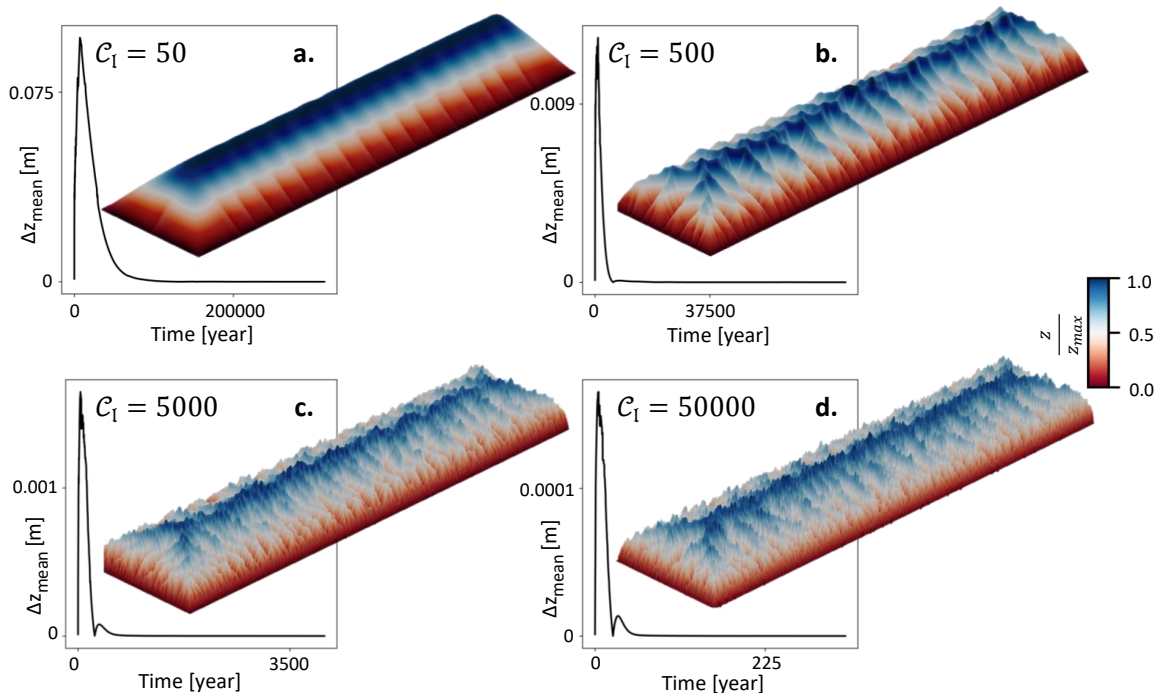 𝒞I = 50
a.
0.075
Δzmean [m]
0
0
200000
Time [year]
𝒞I = 500
b.
0.009
Δzmean [m]
0
0
37500
Time [year]
z
zmax
1.0
0.5
0.0
𝒞I = 5000
c.
0.001
Δzmean [m]
0
0
3500
Time [year]
𝒞I = 50000
d.
0.0001
Δzmean [m]
0
0
225
Time [year]